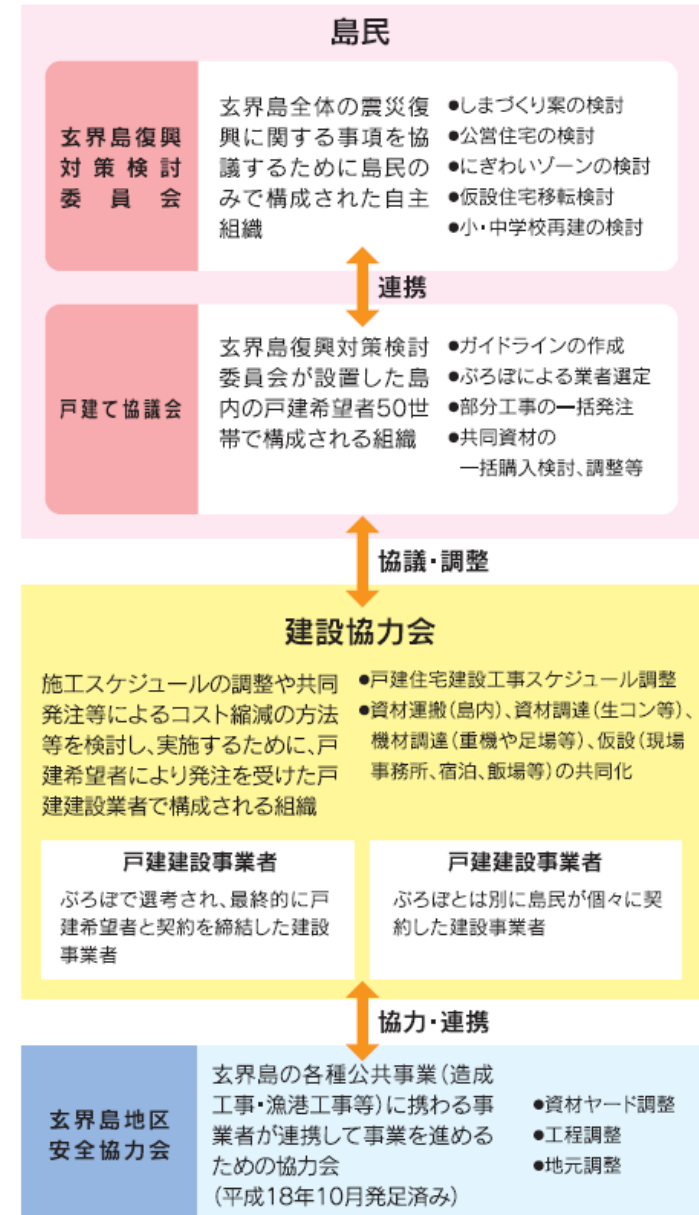 島民
玄界島復興
対策検討
委員会
玄界島全体の震災復
興に関する事項を協
議するために島民の
みで構成された自主
組織
●しまづくり案の検討
●公営住宅の検討
●にぎわいゾーンの検討
●仮設住宅移転検討
●小・中学校再建の検討
連携
戸建て協議会
玄界島復興対策検討
委員会が設置した島
内の戸建希望者50世
帯で構成される組織
●ガイドラインの作成
●ぷろぽによる業者選定
●部分工事の一括発注
●共同資材の
一括購入検討、調整等
協議・調整
建設協力会
施工スケジュールの調整や共同
発注等によるコスト縮減の方法
等を検討し、実施するために、戸
建希望者により発注を受けた戸
建建設業者で構成される組織
●戸建住宅建設工事スケジュール調整
●資材運搬(島内)、資材調達(生コン等)、
機材調達(重機や足場等)、仮設(現場
事務所、宿泊、飯場等)の共同化
戸建建設事業者
ぷろぽで選考され、最終的に戸
建希望者と契約を締結した建設
事業者
戸建建設事業者
ぷろぽとは別に島民が個々に契
約した建設事業者
協力・連携
玄界島地区
安全協力会
玄界島の各種公共事業(造成
工事・漁港工事等)に携わる事
業者が連携して事業を進める
ための協力会
(平成18年10月発足済み)
●資材ヤード調整
●工程調整
●地元調整